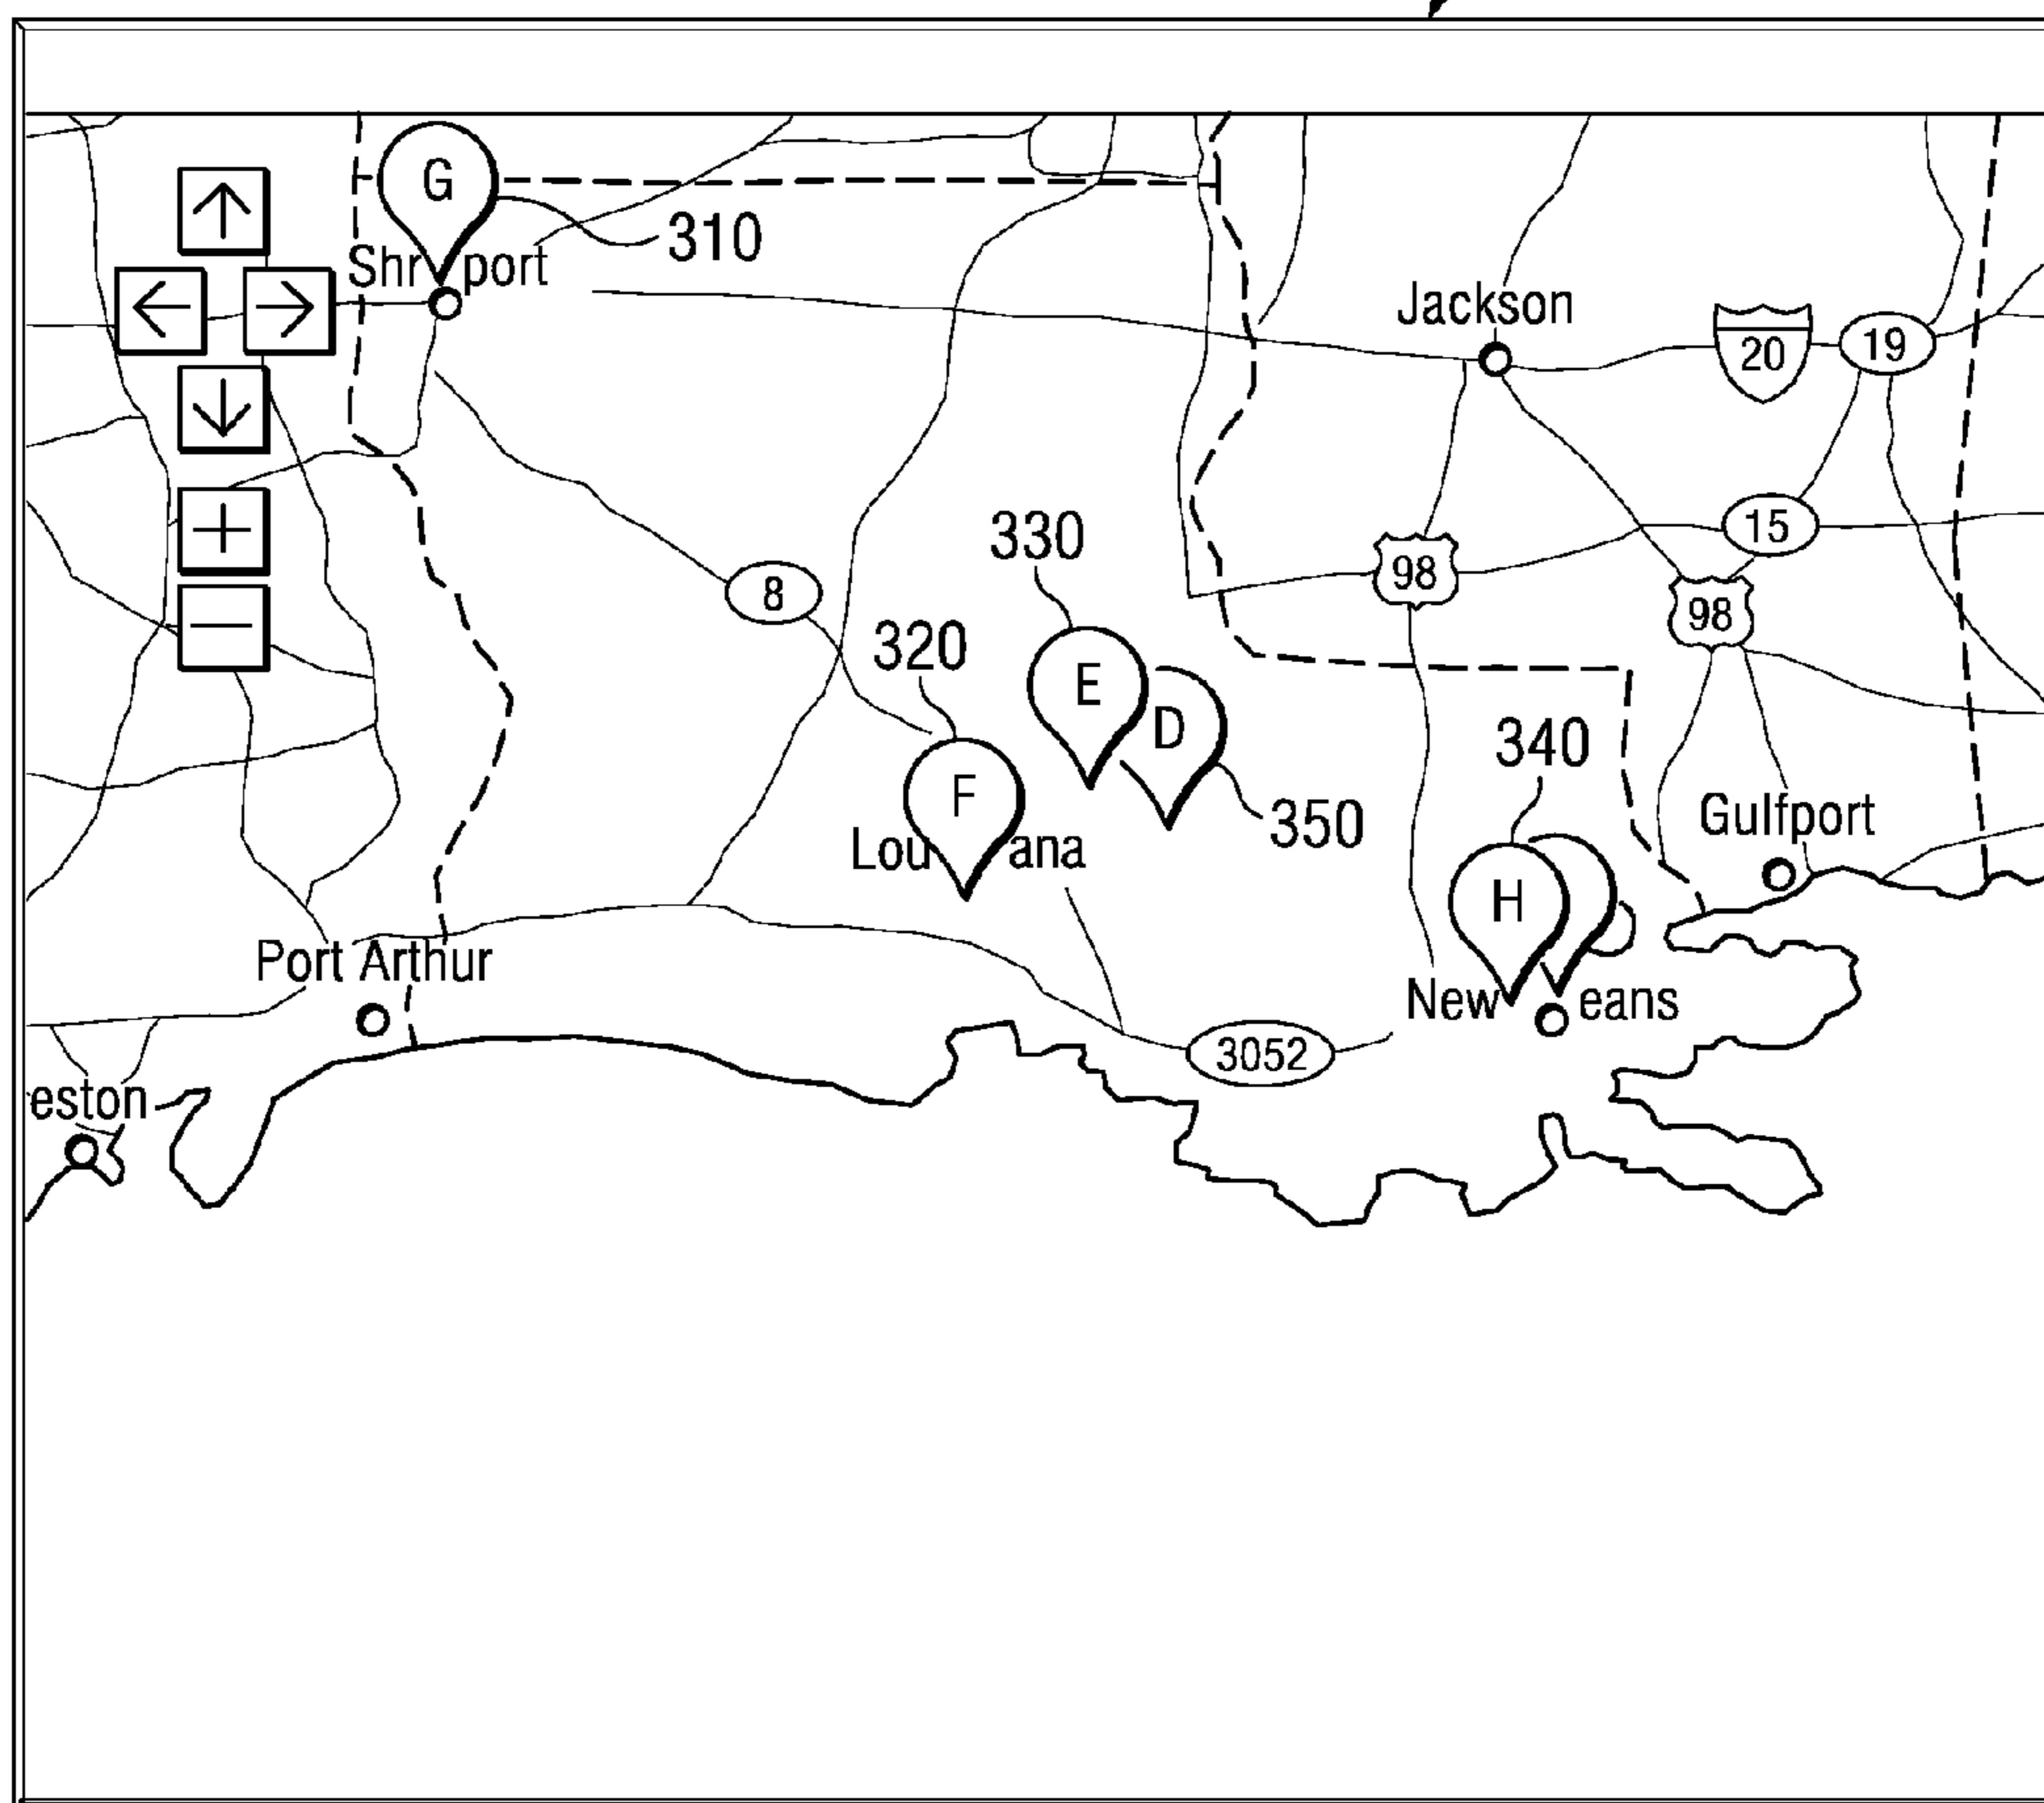 G
310
Shr port
Jackson
20
19
330
15
98
8
98
320
E
D
340
F
350
Gulfport
Lou ana
H
Port Arthur
New eans
3052
eston